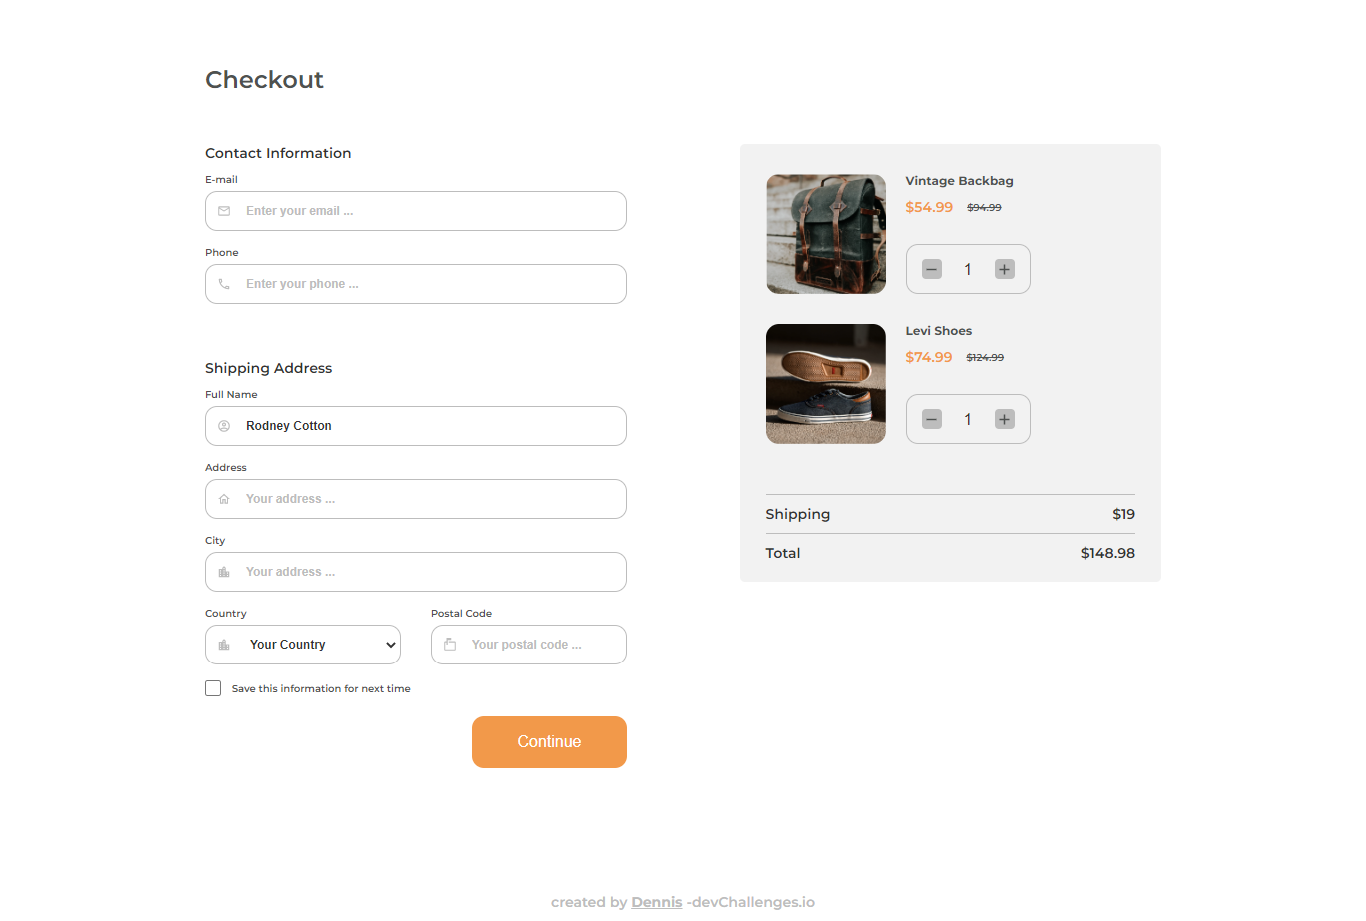 Checkout
Contact Information
E-mail
Enter your email ...
Phone
Enter your phone ...
Shipping Address
Full Name
Rodney Cotton
Address
Your address ...
City
Your address ...
Country
Your Country
Postal Code
Your postal code ...
Save this information for next time
Continue
Vintage Backbag
$54.99 $94.99
1
Levi Shoes
$74.99 $124.99
1
Shipping $19
Total $148.98
created by Dennis -devChallenges.io